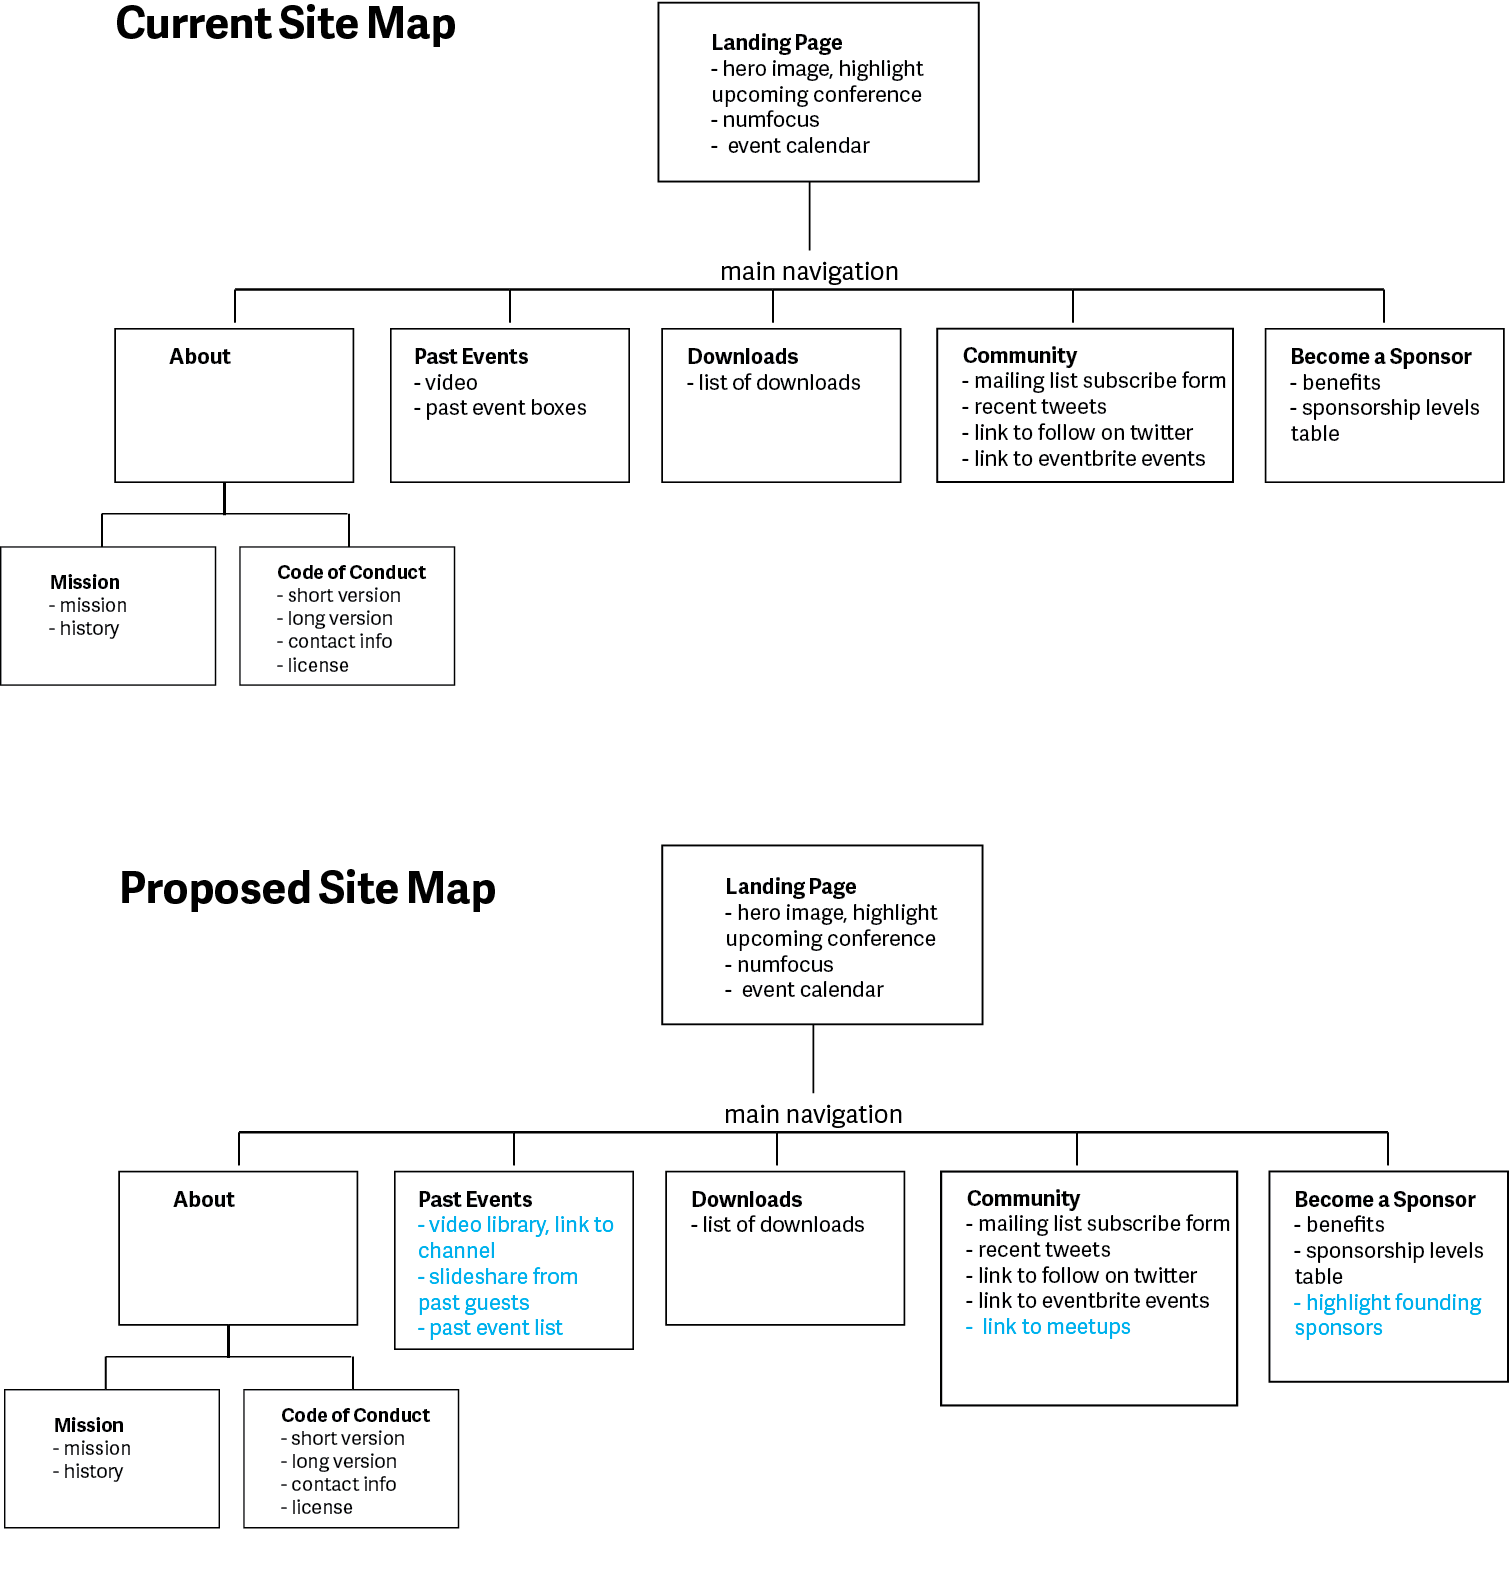 Current Site Map
Landing Page
- hero image, highlight
upcoming conference
- numfocus
- event calendar
main navigation
About
Past Events
- video
- past event boxes
Downloads
- list of downloads
Community
- mailing list subscribe form
- recent tweets
- link to follow on twitter
- link to eventbrite events
Become a Sponsor
- benefits
- sponsorship levels
table
Mission
- mission
- history
Code of Conduct
- short version
- long version
- contact info
- license
Proposed Site Map
Landing Page
- hero image, highlight
upcoming conference
- numfocus
- event calendar
main navigation
About
Past Events
- video library, link to
channel
- slideshare from
past guests
- past event list
Downloads
- list of downloads
Community
- mailing list subscribe form
- recent tweets
- link to follow on twitter
- link to eventbrite events
- link to meetups
Become a Sponsor
- benefits
- sponsorship levels
table
- highlight founding
sponsors
Mission
- mission
- history
Code of Conduct
- short version
- long version
- contact info
- license